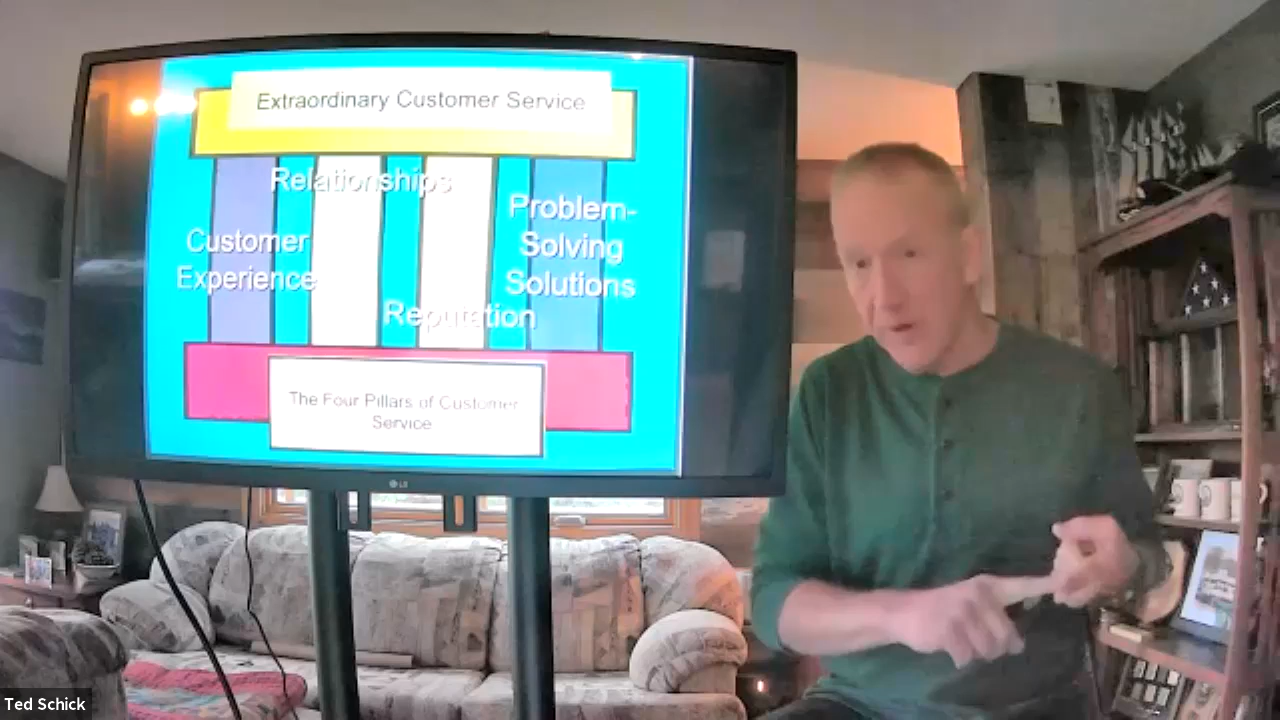 Extraordinary Customer Service
Relationships
Customer
Experience
Problem-
Solving
Solutions
Reputation
The Four Pillars of Customer
Service
LG
Ted Schick